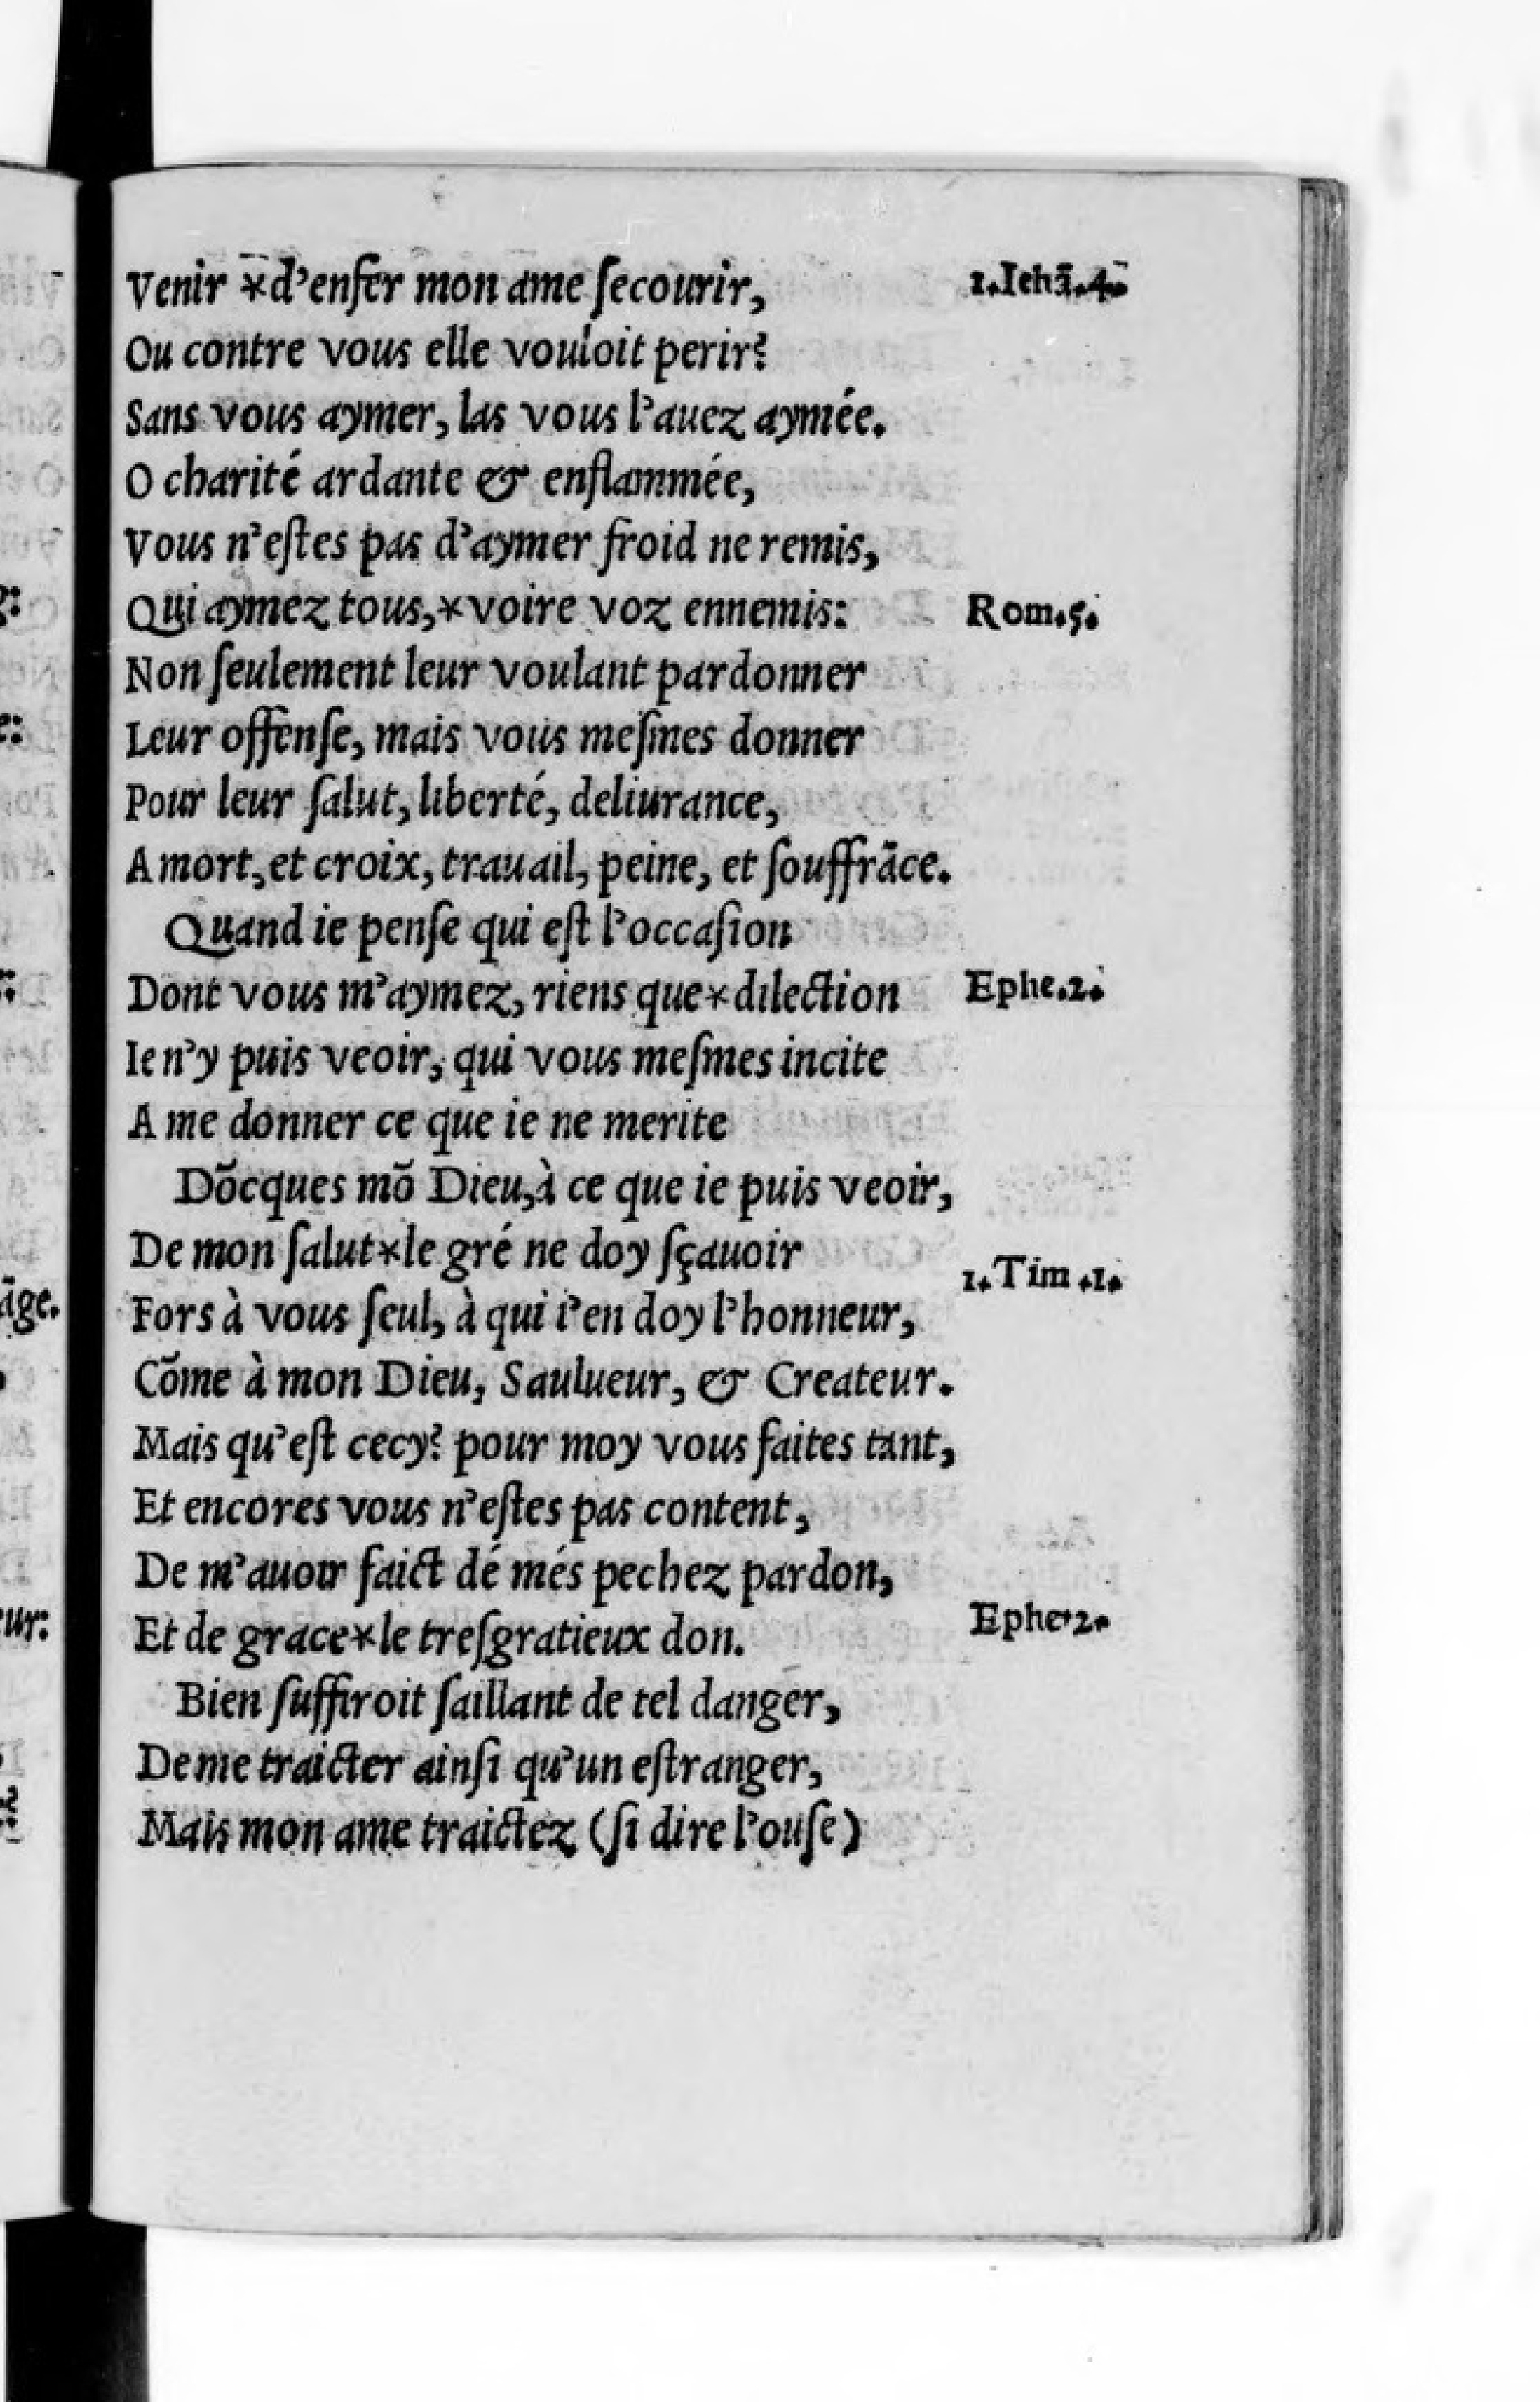 Venir *d'enfer mon ame ſecourir,
1.Iehā.4.
Ou contre vous elle vouloit perir?
Sans vous aymer, las vous l'auez aymée.
O charité ardante & enflammée,
Vous n'eſtes pas d'aymer froid ne remis,
Qui aymez tous,*voire voz ennemis:
Rom.5.
Non ſeulement leur voulant pardonner
Leur offenſe, mais vous meſmes donner
Pour leur ſalut, liberté, deliurance,
A mort, et croix, trauail, peine, et ſouffrāce.
Quand ie penſe qui eſt l'occaſion
Dont vous m'aymez, riens que*dilection
Ephe.2.
Ie n'y puis veoir, qui vous meſmes incite
A me donner ce que ie ne merite
Dōcques mō Dieu, à ce que ie puis veoir,
De mon ſalut*le gré ne doy ſçauoir
1.Tim.1.
Fors à vous ſeul, à qui i'en doy l'honneur,
Cōme à mon Dieu, Saulueur, & Createur.
Mais qu'eſt cecy? pour moy vous faites tant,
Et encores vous n'eſtes pas content,
De m'auoir faict dé més pechez pardon,
Et de grace*le treſgratieux don.
Ephe.2.
Bien ſuffiroit ſaillant de tel danger,
De me traicter ainſi qu'un eſtranger,
Mais mon ame traictez (ſi dire l'ouſe)